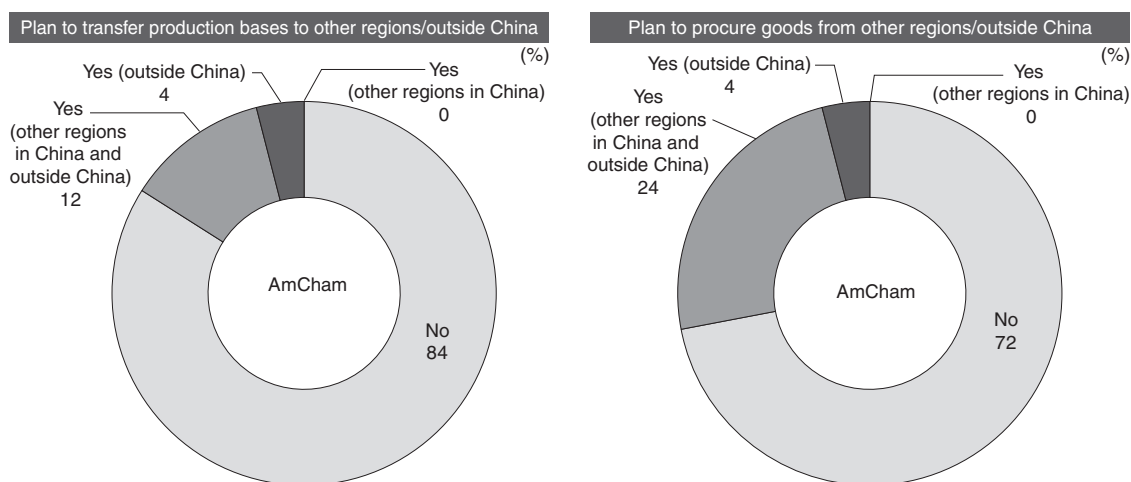 Plan to transfer production bases to other regions/outside China
(%)
Yes (outside China)
4
Yes
(other regions in China)
0
Yes
(other regions
in China and
outside China)
12
AmCham
No
84
Plan to procure goods from other regions/outside China
(%)
Yes (outside China)
4
Yes
(other regions in China)
0
Yes
(other regions
in China and
outside China)
24
AmCham
No
72